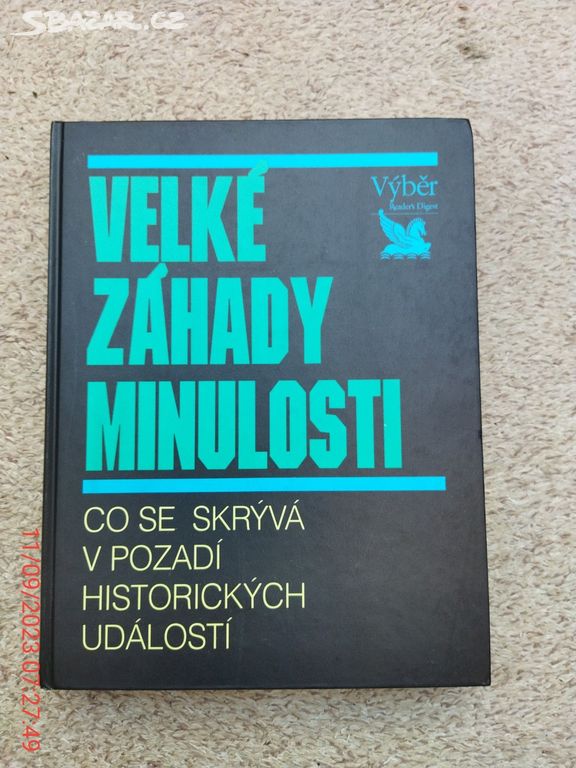 SBAZAR.CZ
VELKÉ
ZÁHADY
MINULOSTI
Výběr
Reader's Digest
CO SE SKRÝVÁ
V POZADÍ
HISTORICKÝCH
UDÁLOSTÍ
11/09/2023 07:27:49